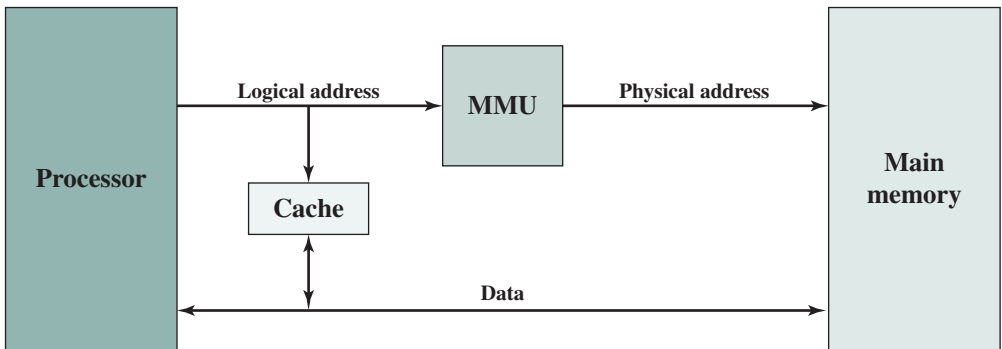 Logical address
MMU
Physical address
Processor
Cache
Main
memory
Data